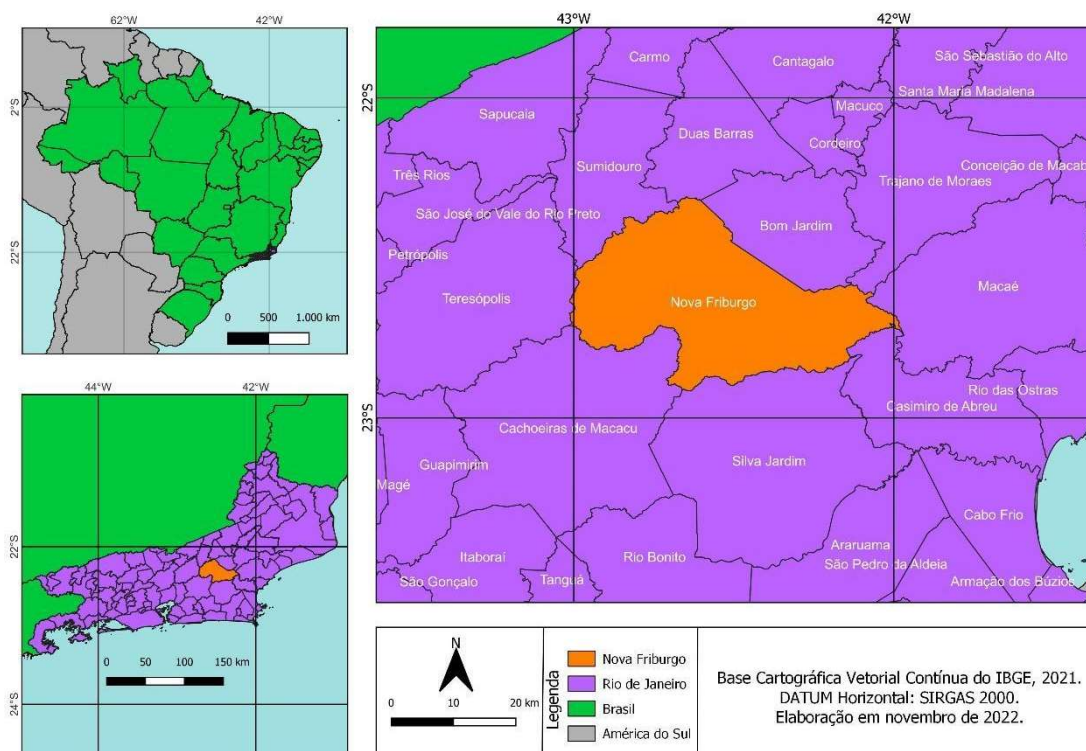 62°W 42°W
2°S
22°S
0 500 1.000 km
44°W 42°W
22°S
24°S
0 50 100 150 km
43°W 42°W
22°S
23°S
Carmo
Cantagalo
São Sebastião do Alto
Santa Maria Madalena
Sapucaia
Macuco
Duas Barras
Cordeiro
Três Rios
Sumidouro
Conceição de Macab
Trajano de Moraes
São José do Vale do Rio Preto
Bom Jardim
Petrópolis
Teresópolis
Nova Friburgo
Macaé
Rio das Ostras
Casimiro de Abreu
Cachoeiras de Macacu
Guapimirim
Silva Jardim
Magé
Cabo Frio
Itaboraí
Rio Bonito
Araruama
São Pedro da Aldeia
São Gonçalo
Tanguá
Armação dos Búzios
N
0 10 20 km
Legenda
Nova Friburgo
Rio de Janeiro
Brasil
América do Sul
Base Cartográfica Vetorial Contínua do IBGE, 2021.
DATUM Horizontal: SIRGAS 2000.
Elaboração em novembro de 2022.